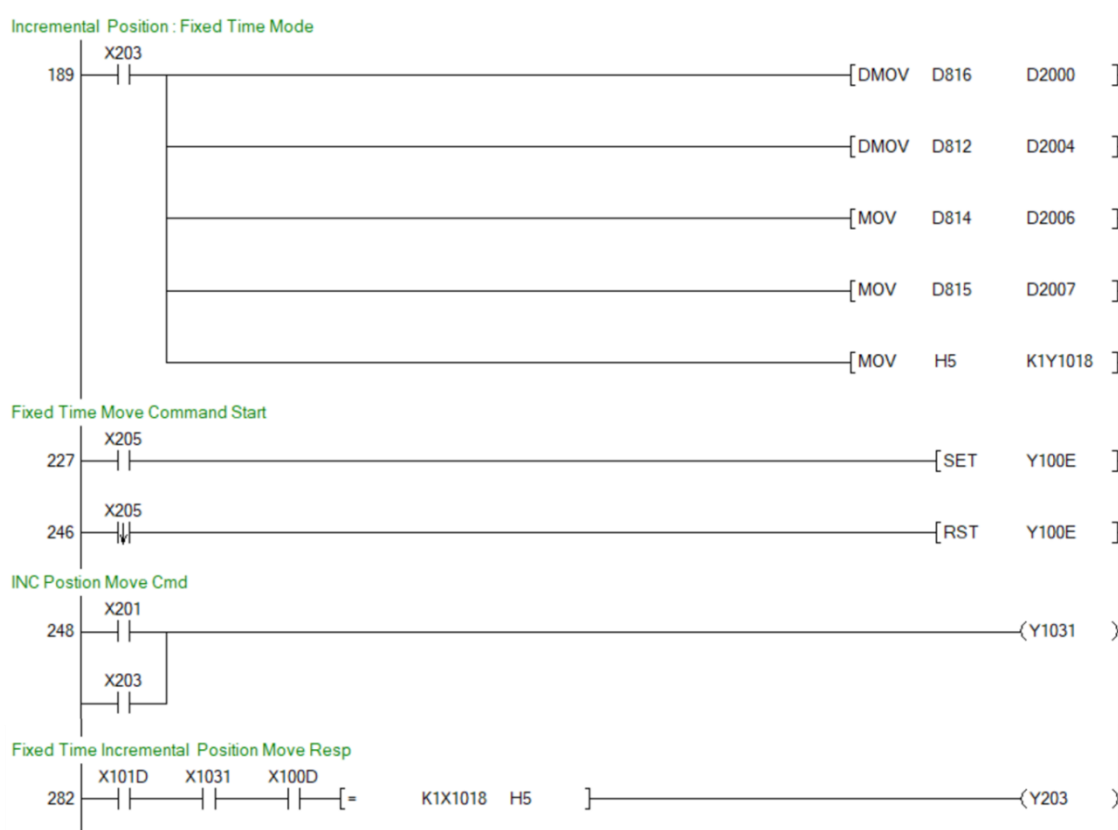 Incremental Position : Fixed Time Mode
X203
189 [DMOV D816 D2000 ]
[DMOV D812 D2004 ]
[MOV D814 D2006 ]
[MOV D815 D2007 ]
[MOV H5 K1Y1018 ]
Fixed Time Move Command Start
X205
227 [SET Y100E ]
X205
246 [RST Y100E ]
INC Postion Move Cmd
X201
248 (Y1031 )
X203
Fixed Time Incremental Position Move Resp
X101D X1031 X100D
282 [= K1X1018 H5 ] (Y203 )